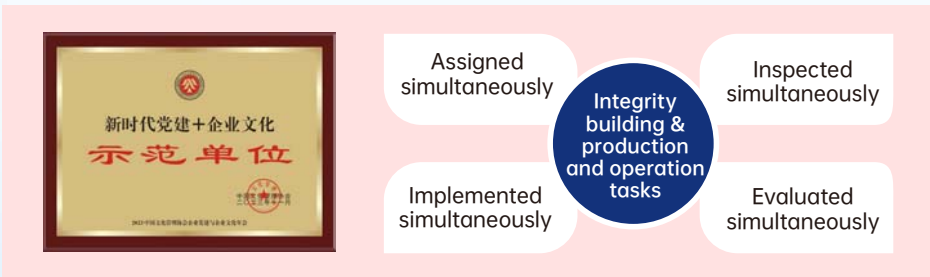 新时代党建+企业文化
示范单位
Assigned
simultaneously
Inspected
simultaneously
Integrity
building &
production
and operation
tasks
Implemented
simultaneously
Evaluated
simultaneously